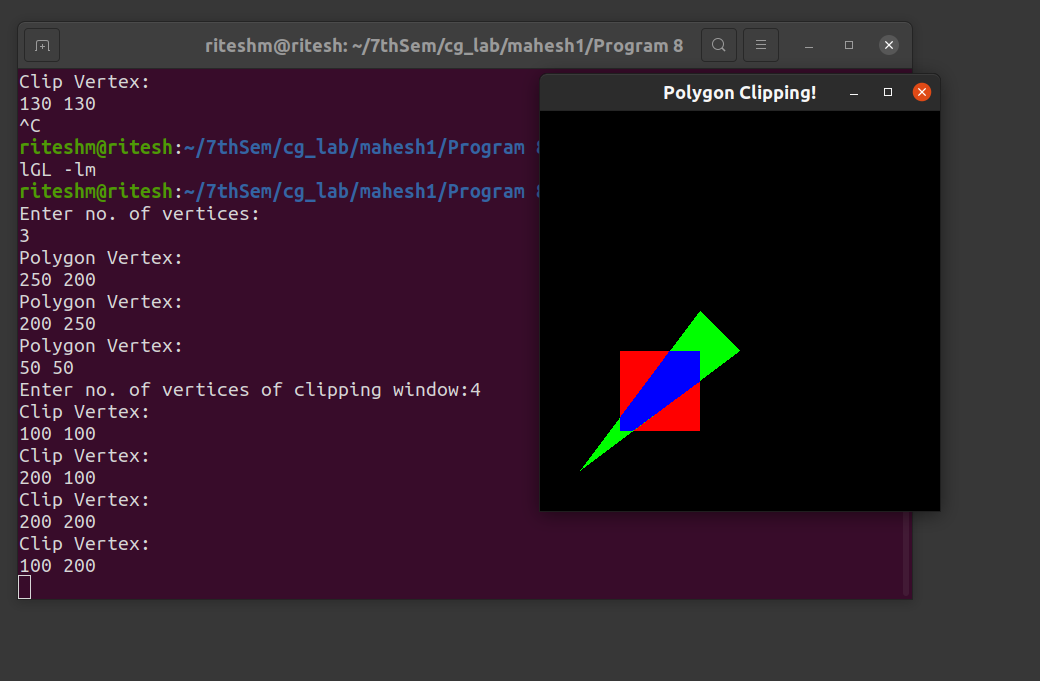 riteshm@ritesh: ~/7thSem/cg_lab/mahesh1/Program 8
Clip Vertex:
130 130
^C
riteshm@ritesh:~/7thSem/cg_lab/mahesh1/Program
lGL -lm
riteshm@ritesh:~/7thSem/cg_lab/mahesh1/Program
Enter no. of vertices:
3
Polygon Vertex:
250 200
Polygon Vertex:
200 250
Polygon Vertex:
50 50
Enter no. of vertices of clipping window:4
Clip Vertex:
100 100
Clip Vertex:
200 100
Clip Vertex:
200 200
Clip Vertex:
100 200
Polygon Clipping!